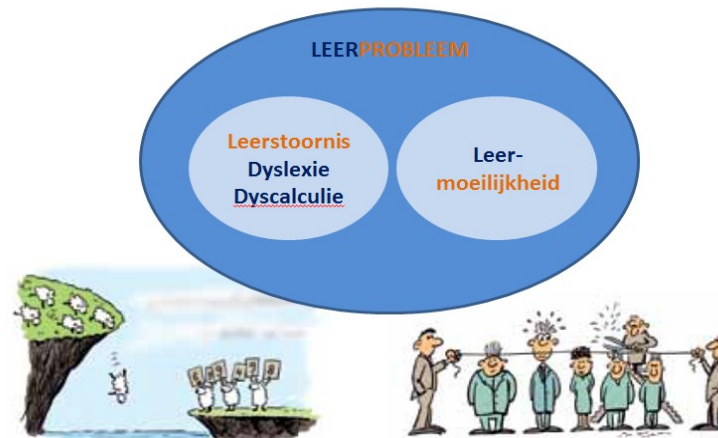 LEERPROBLEEM
Leerstoornis
Dyslexie
Dyscalculie
Leer-
moeilijkheid